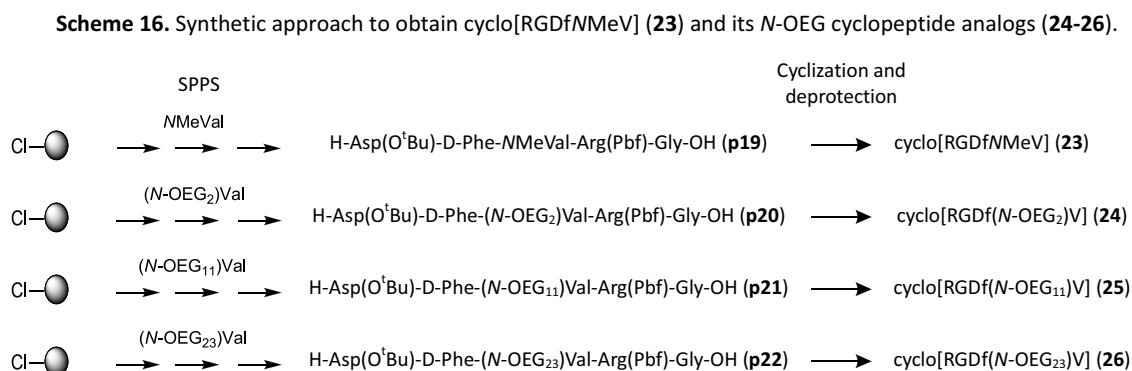 Scheme 16. Synthetic approach to obtain cyclo[RGDfNMeV] (23) and its N-OEG cyclopeptide analogs (24-26).
SPPS
Cyclization and
deprotection
NMeVal
Cl
H-Asp(OᵗBu)-D-Phe-NMeVal-Arg(Pbf)-Gly-OH (p19)
cyclo[RGDfNMeV] (23)
(N-OEG₂)Val
Cl
H-Asp(OᵗBu)-D-Phe-(N-OEG₂)Val-Arg(Pbf)-Gly-OH (p20)
cyclo[RGDf(N-OEG₂)V] (24)
(N-OEG₁₁)Val
Cl
H-Asp(OᵗBu)-D-Phe-(N-OEG₁₁)Val-Arg(Pbf)-Gly-OH (p21)
cyclo[RGDf(N-OEG₁₁)V] (25)
(N-OEG₂₃)Val
Cl
H-Asp(OᵗBu)-D-Phe-(N-OEG₂₃)Val-Arg(Pbf)-Gly-OH (p22)
cyclo[RGDf(N-OEG₂₃)V] (26)